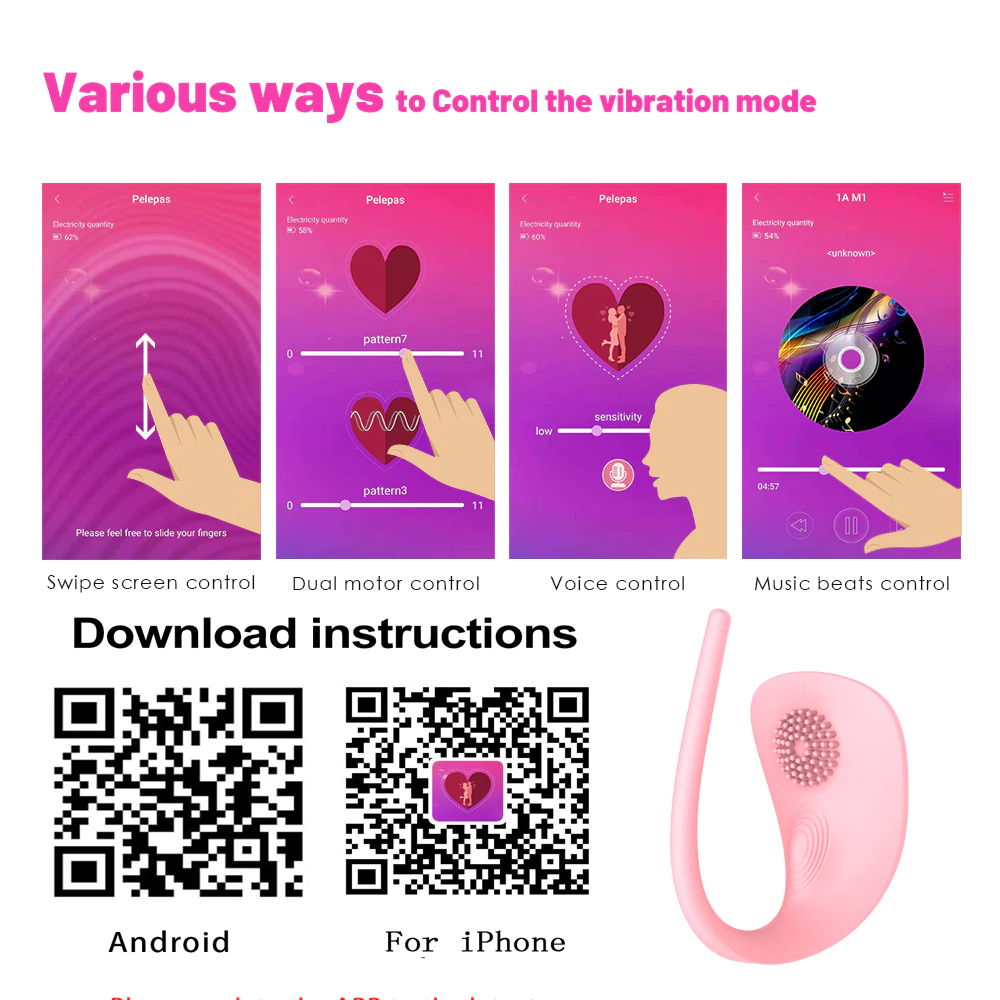 Various ways to Control the vibration mode
Pelepas
Electricity quantity
62%
Please feel free to slide your fingers
Pelepas
Electricity quantity
58%
pattern7
0 11
pattern3
0 11
Pelepas
Electricity quantity
60%
sensitivity
low
1A M1
Electricity quantity
54%
<unknown>
04:57
Swipe screen control
Dual motor control
Voice control
Music beats control
Download instructions
Android
For iPhone